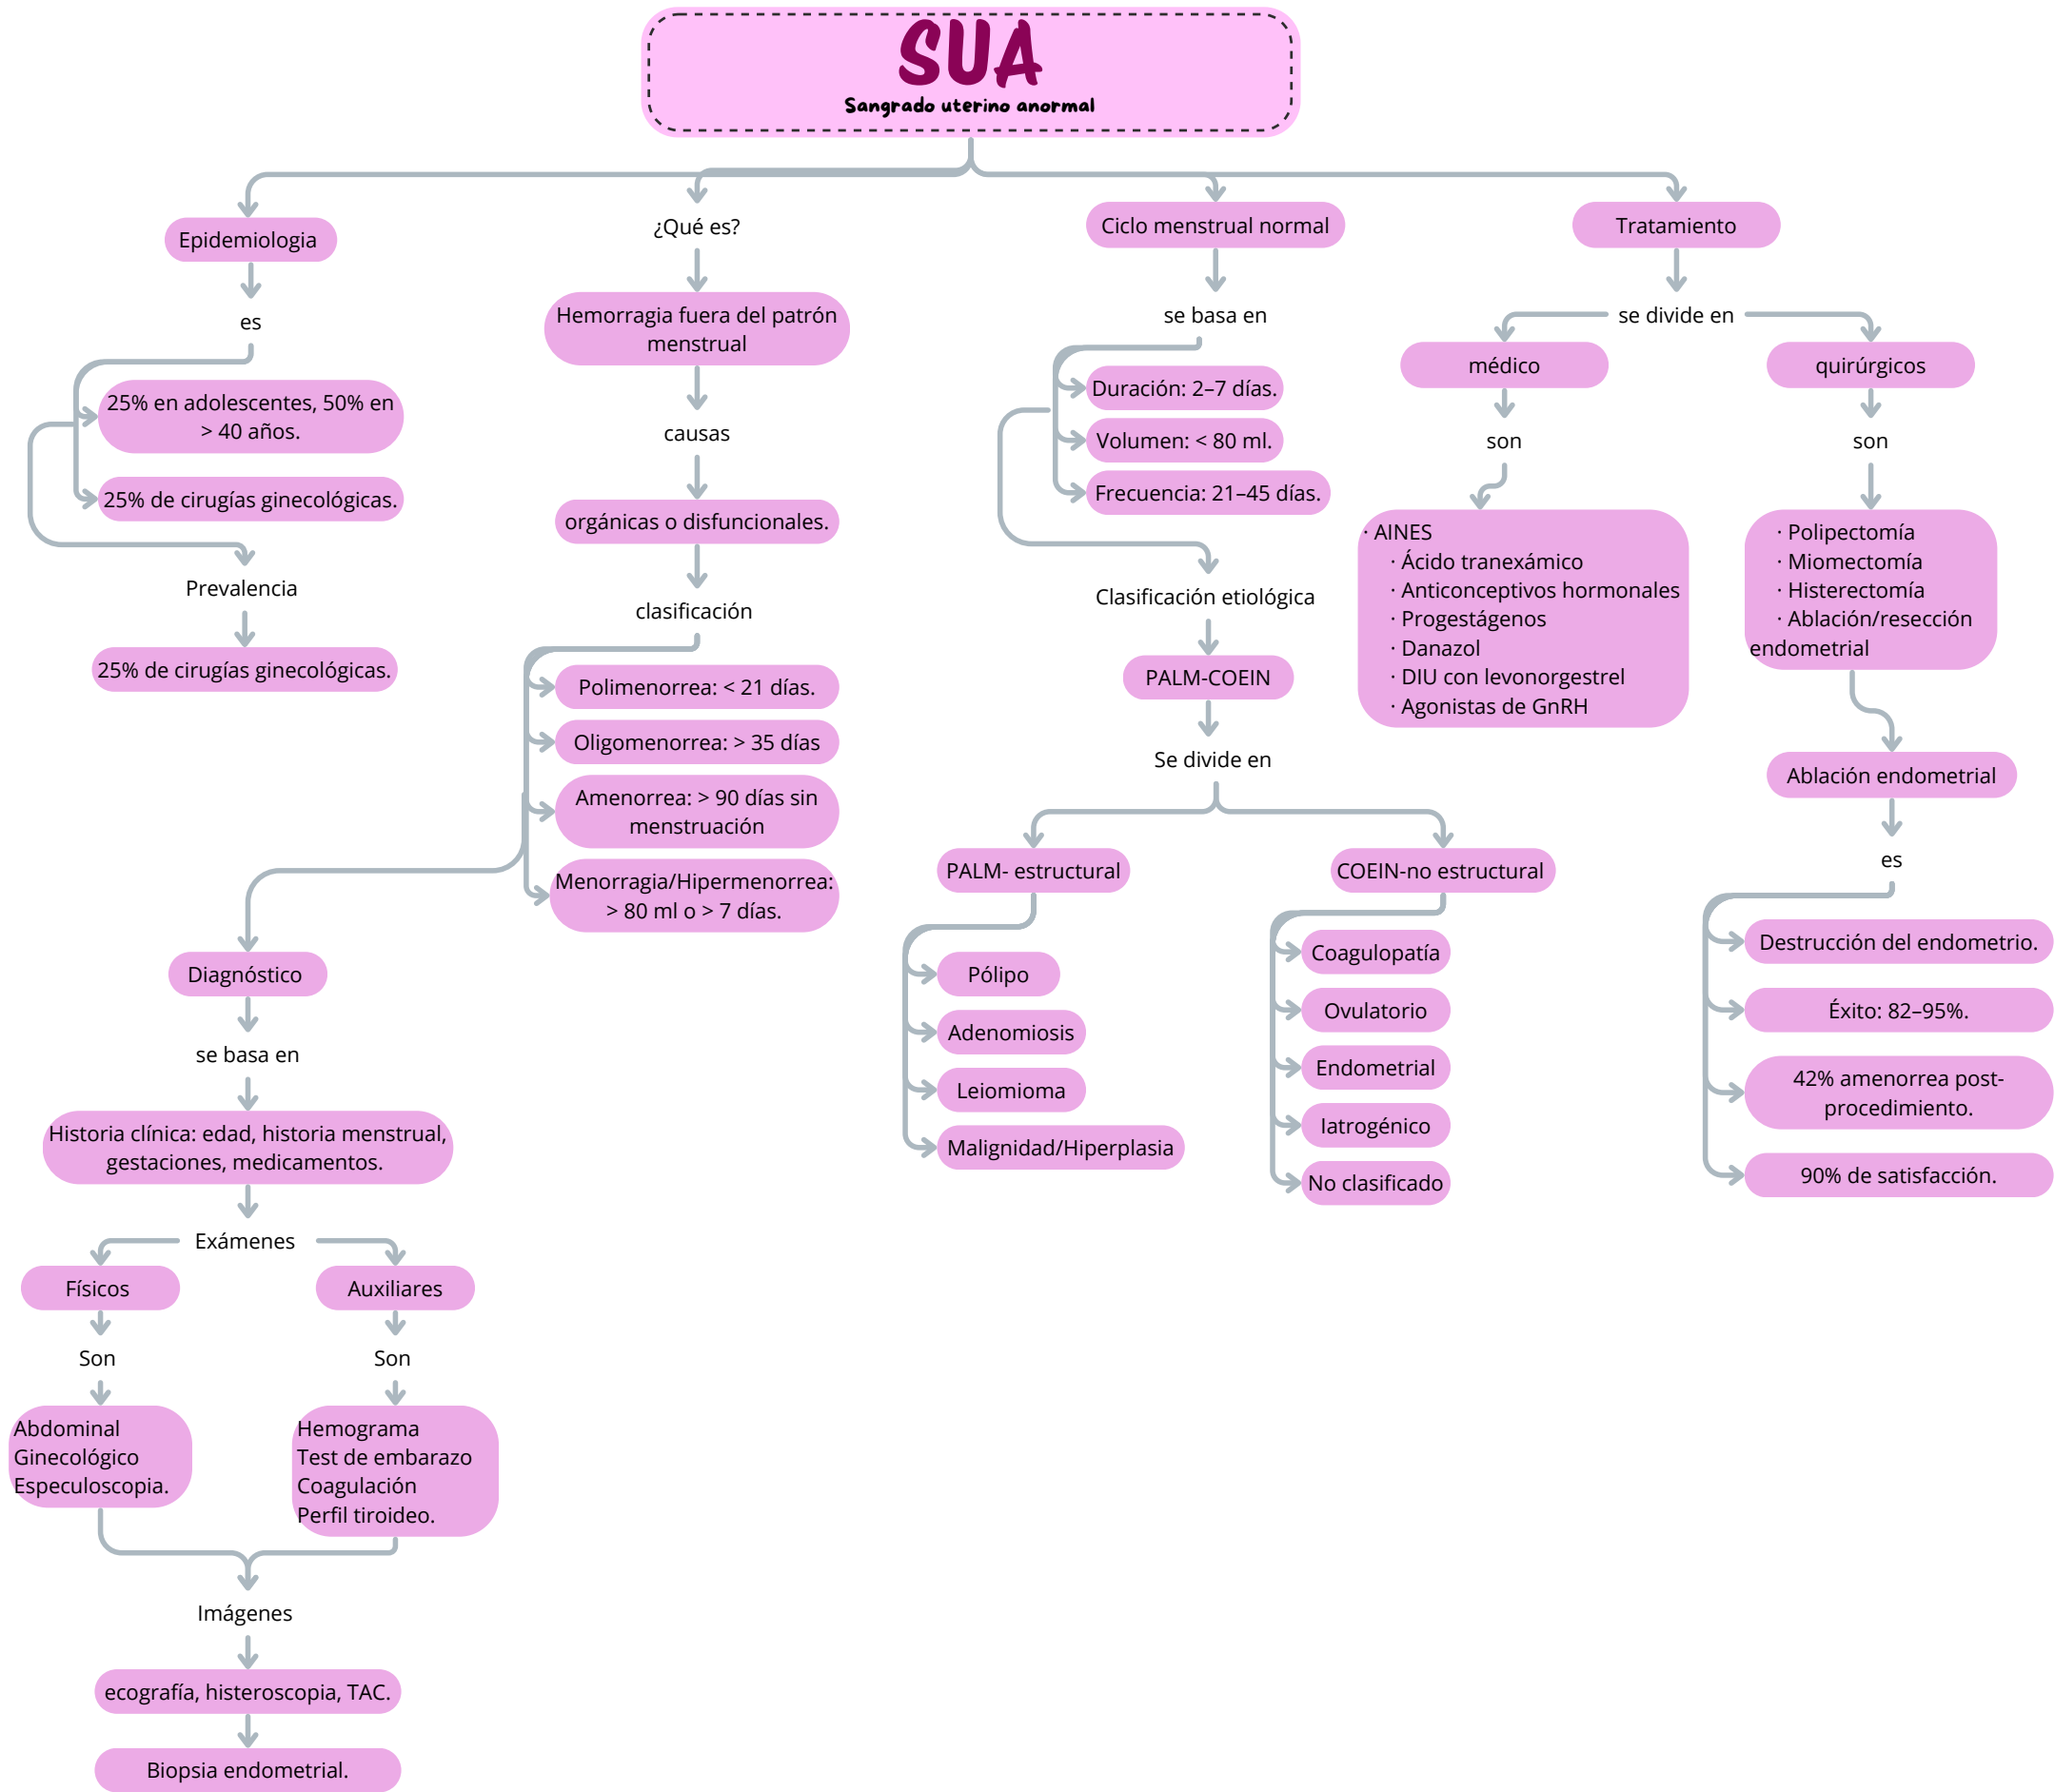 SUA
Sangrado uterino anormal
Epidemiologia
es
25% en adolescentes, 50% en
> 40 años.
25% de cirugías ginecológicas.
Prevalencia
25% de cirugías ginecológicas.
¿Qué es?
Hemorragia fuera del patrón
menstrual
causas
orgánicas o disfuncionales.
clasificación
Polimenorrea: < 21 días.
Oligomenorrea: > 35 días
Amenorrea: > 90 días sin
menstruación
Menorragia/Hipermenorrea:
> 80 ml o > 7 días.
Diagnóstico
se basa en
Historia clínica: edad, historia menstrual,
gestaciones, medicamentos.
Exámenes
Físicos
Son
Abdominal
Ginecológico
Especuloscopia.
Auxiliares
Son
Hemograma
Test de embarazo
Coagulación
Perfil tiroideo.
Imágenes
ecografía, histeroscopia, TAC.
Biopsia endometrial.
Ciclo menstrual normal
se basa en
Duración: 2–7 días.
Volumen: < 80 ml.
Frecuencia: 21–45 días.
Clasificación etiológica
PALM-COEIN
Se divide en
PALM- estructural
Pólipo
Adenomiosis
Leiomioma
Malignidad/Hiperplasia
COEIN-no estructural
Coagulopatía
Ovulatorio
Endometrial
Iatrogénico
No clasificado
Tratamiento
se divide en
médico
son
· AINES
· Ácido tranexámico
· Anticonceptivos hormonales
· Progestágenos
· Danazol
· DIU con levonorgestrel
· Agonistas de GnRH
quirúrgicos
son
· Polipectomía
· Miomectomía
· Histerectomía
· Ablación/resección
endometrial
Ablación endometrial
es
Destrucción del endometrio.
Éxito: 82–95%.
42% amenorrea post-
procedimiento.
90% de satisfacción.